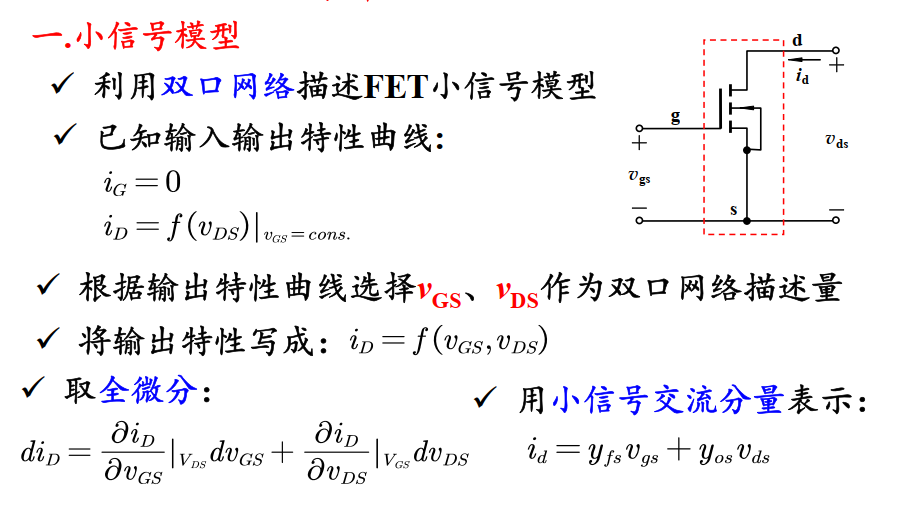 一.小信号模型
✓ 利用双口网络描述FET小信号模型
✓ 已知输入输出特性曲线：
$i_G = 0$
$i_D = f(v_{DS})|_{v_{GS}=cons.}$
d
$i_d$
+
g
+
$v_{gs}$
−
s
$v_{ds}$
−
✓ 根据输出特性曲线选择$v_{GS}$、$v_{DS}$作为双口网络描述量
✓ 将输出特性写成：$i_D = f(v_{GS}, v_{DS})$
✓ 取全微分：
$di_D = \frac{\partial i_D}{\partial v_{GS}}|_{V_{DS}} dv_{GS} + \frac{\partial i_D}{\partial v_{DS}}|_{V_{GS}} dv_{DS}$
✓ 用小信号交流分量表示：
$i_d = y_{fs} v_{gs} + y_{os} v_{ds}$